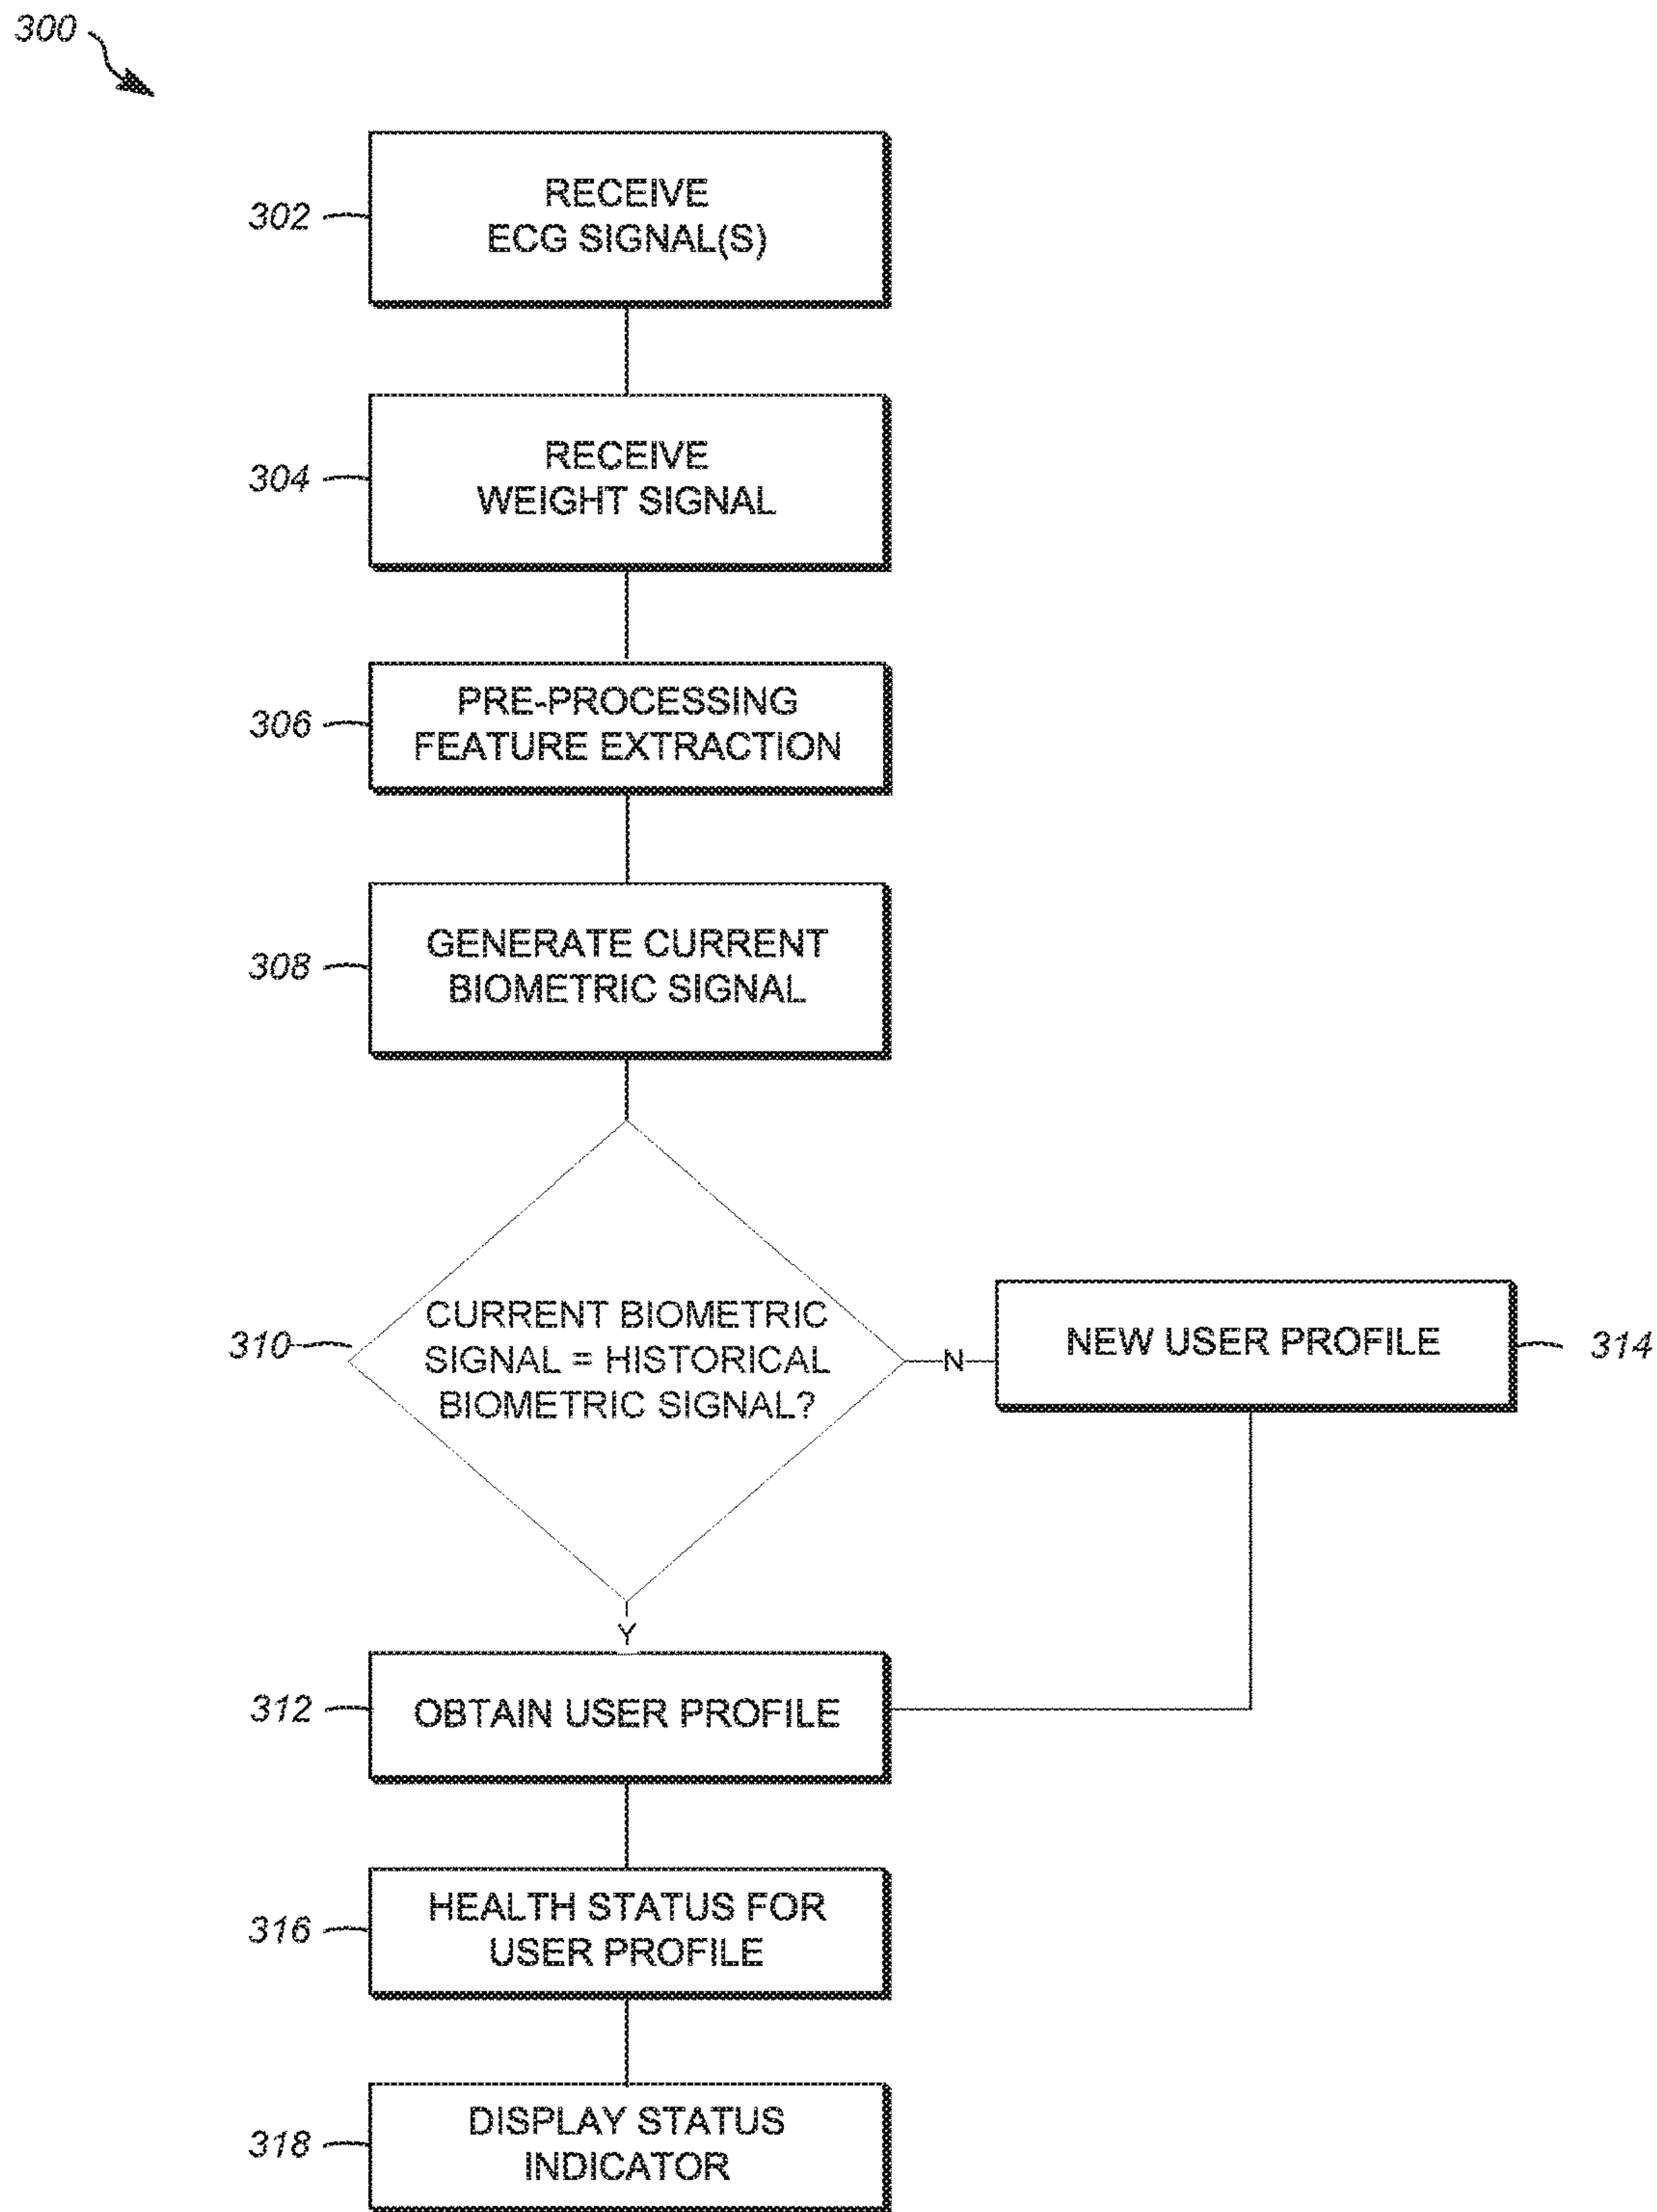 300
302
RECEIVE
ECG SIGNAL(S)
304
RECEIVE
WEIGHT SIGNAL
306
PRE-PROCESSING
FEATURE EXTRACTION
308
GENERATE CURRENT
BIOMETRIC SIGNAL
310
CURRENT BIOMETRIC
SIGNAL = HISTORICAL
BIOMETRIC SIGNAL?
N
NEW USER PROFILE
314
Y
312
OBTAIN USER PROFILE
316
HEALTH STATUS FOR
USER PROFILE
318
DISPLAY STATUS
INDICATOR